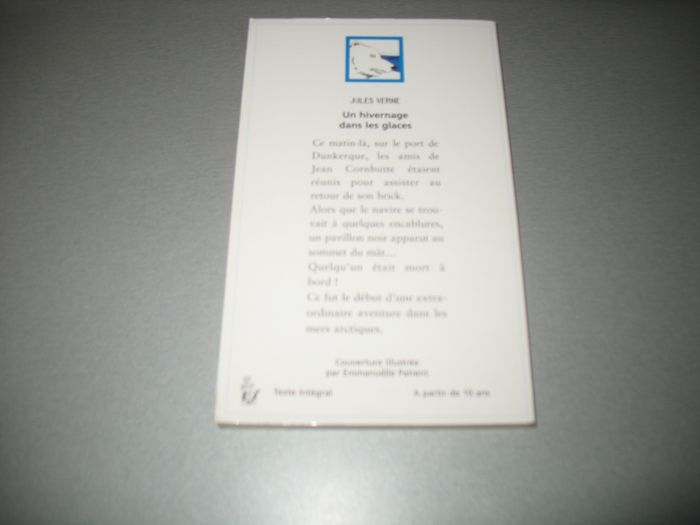 JULES VERNE
Un hivernage
dans les glaces
Ce matin-là, sur le port de
Dunkerque, les amis de
Jean Cornbutte étaient
réunis pour assister au
retour de son brick.
Alors que le navire se trou-
vait à quelques encablures,
un pavillon noir apparut au
sommet du mât...
Quelqu'un était mort à
bord !
Ce fut le début d'une extra-
ordinaire aventure dans les
mers arctiques.
Couverture illustrée
par Emmanuëlle
Texte intégral
A partir de 10 ans